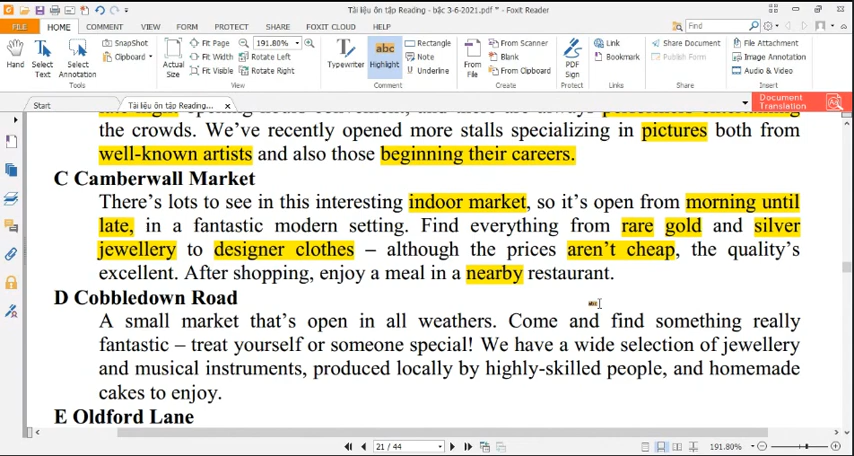 Tài liệu ôn tập Reading - bậc 3-6-2021.pdf * - Foxit Reader
FILE HOME COMMENT VIEW FORM PROTECT SHARE FOXIT CLOUD HELP Find
SnapShot Fit Page 191.80% Rectangle From Scanner Link Share Document File Attachment
Clipboard Fit Width Rotate Left Note Blank Bookmark Publish Form Image Annotation
Hand Select Text Select Annotation Actual Size Fit Visible Rotate Right Typewriter Highlight Underline From File From Clipboard PDF Sign Audio & Video
Tools View Comment Create Protect Links Share Insert
Start Tài liệu ôn tập Reading... Document Translation
the crowds. We've recently opened more stalls specializing in pictures both from
well-known artists and also those beginning their careers.
C Camberwall Market
There's lots to see in this interesting indoor market, so it's open from morning until
late, in a fantastic modern setting. Find everything from rare gold and silver
jewellery to designer clothes – although the prices aren't cheap, the quality's
excellent. After shopping, enjoy a meal in a nearby restaurant.
D Cobbledown Road
A small market that's open in all weathers. Come and find something really
fantastic – treat yourself or someone special! We have a wide selection of jewellery
and musical instruments, produced locally by highly-skilled people, and homemade
cakes to enjoy.
E Oldford Lane
21 / 44 191.80%